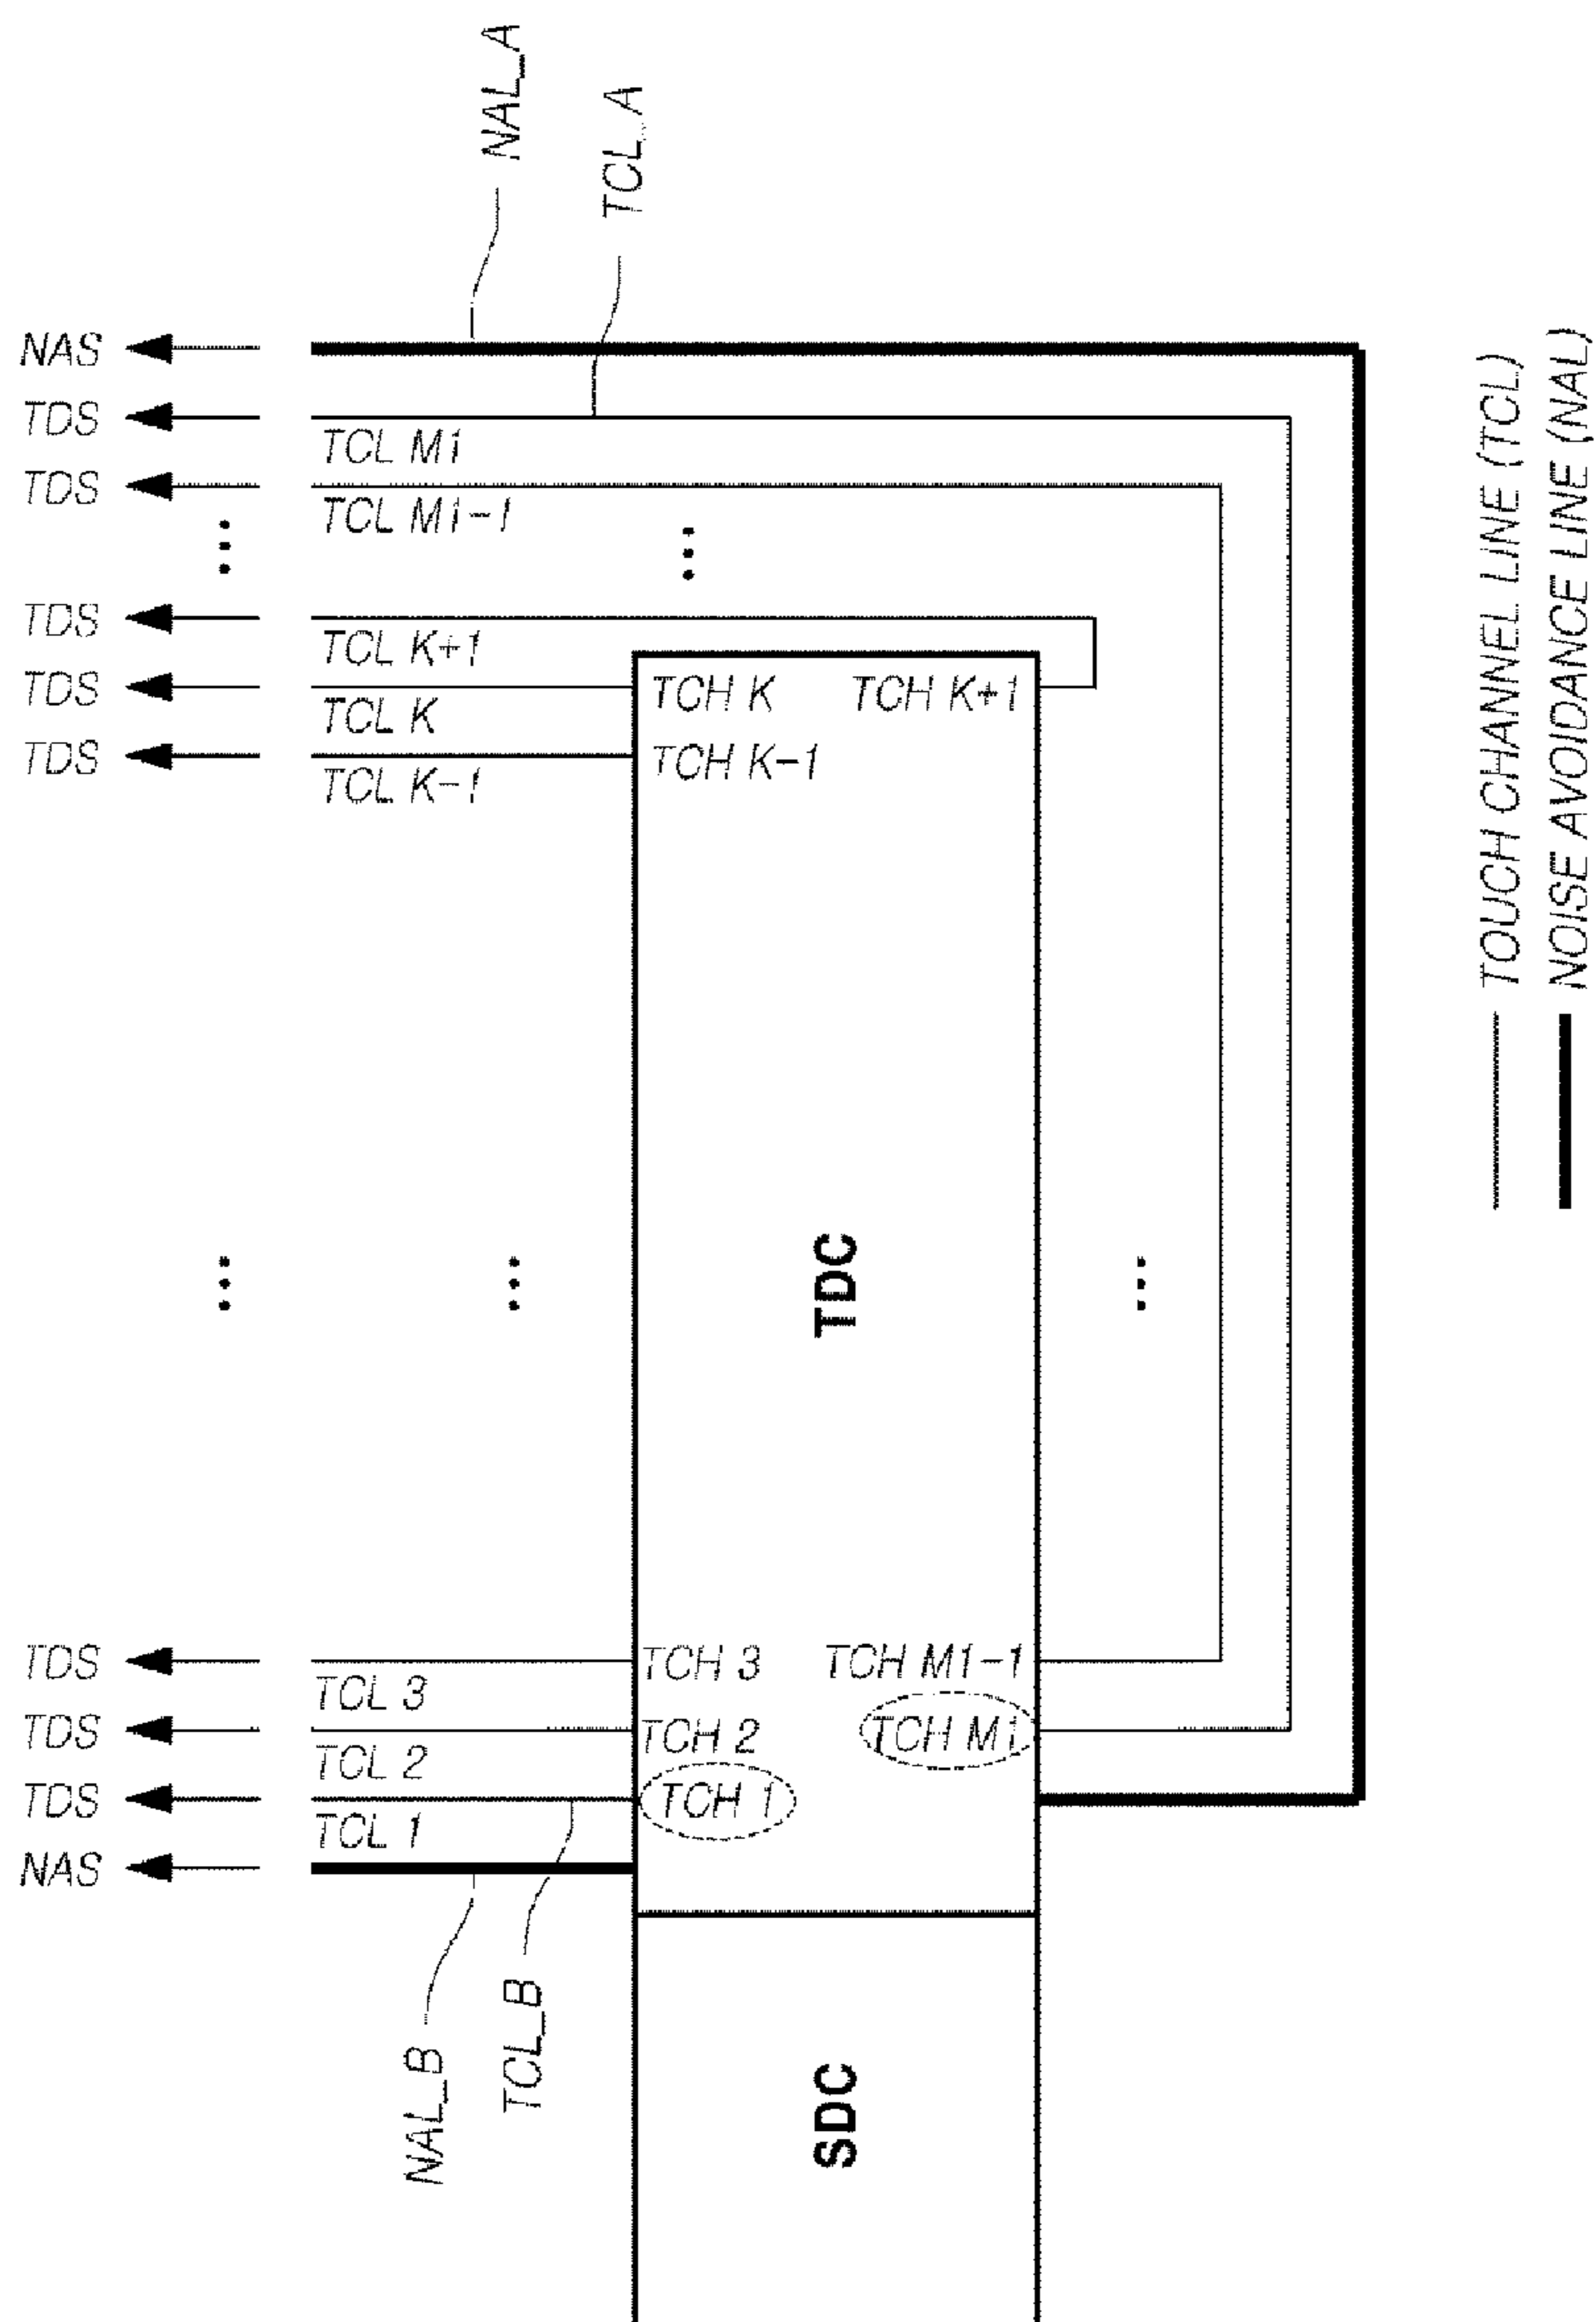 NAL_A
TCL_A
NAS
TDS
TCL M1
TDS
TCL M1-1
...
...
TDS
TCL K+1
TDS
TCL K
TCH K
TCH K+1
TDS
TCL K-1
TCH K-1
TOUCH CHANNEL LINE (TCL)
NOISE AVOIDANCE LINE (NAL)
...
...
TDC
...
TDS
TCL 3
TCH 3
TCH M1-1
TDS
TCL 2
TCH 2
TCH M1
TDS
TCL 1
TCH 1
NAS
NAL_B
TCL_B
SDC